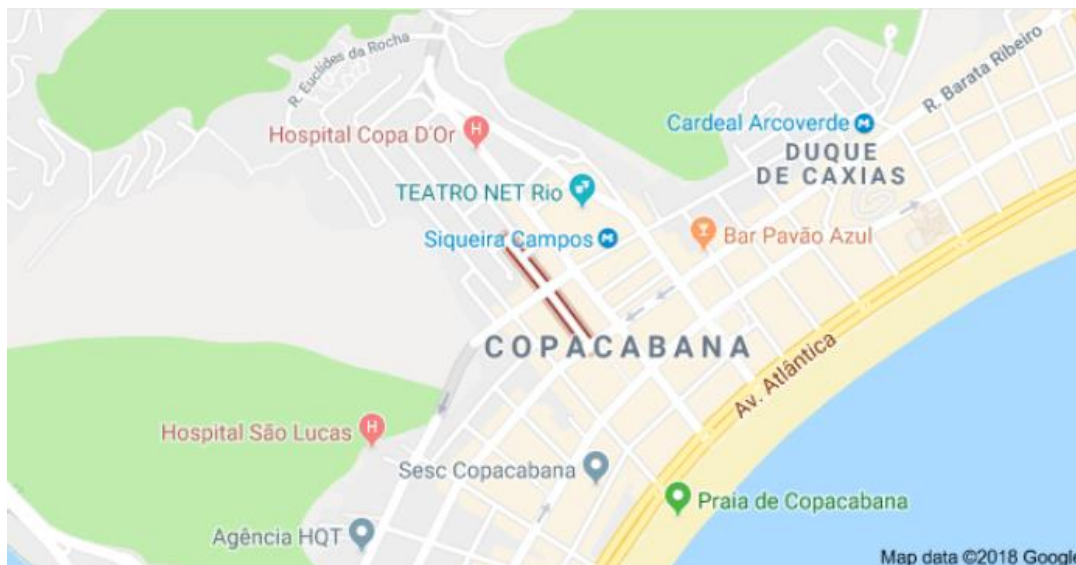 R. Euclides da Rocha
R. Barata Ribeiro
Hospital Copa D'Or
H
Cardeal Arcoverde
M
DUQUE
DE CAXIAS
TEATRO NET Rio
Siqueira Campos
M
Bar Pavão Azul
COPACABANA
Av. Atlântica
Hospital São Lucas
H
Sesc Copacabana
Praia de Copacabana
Agência HQT
Map data ©2018 Google